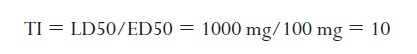 TI = LD50/ED50 = 1000 mg/100 mg = 10